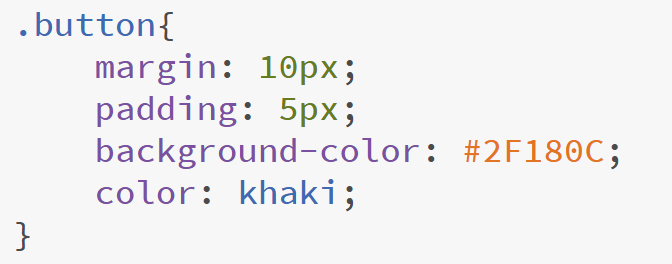 .button{
    margin: 10px;
    padding: 5px;
    background-color: #2F180C;
    color: khaki;
}